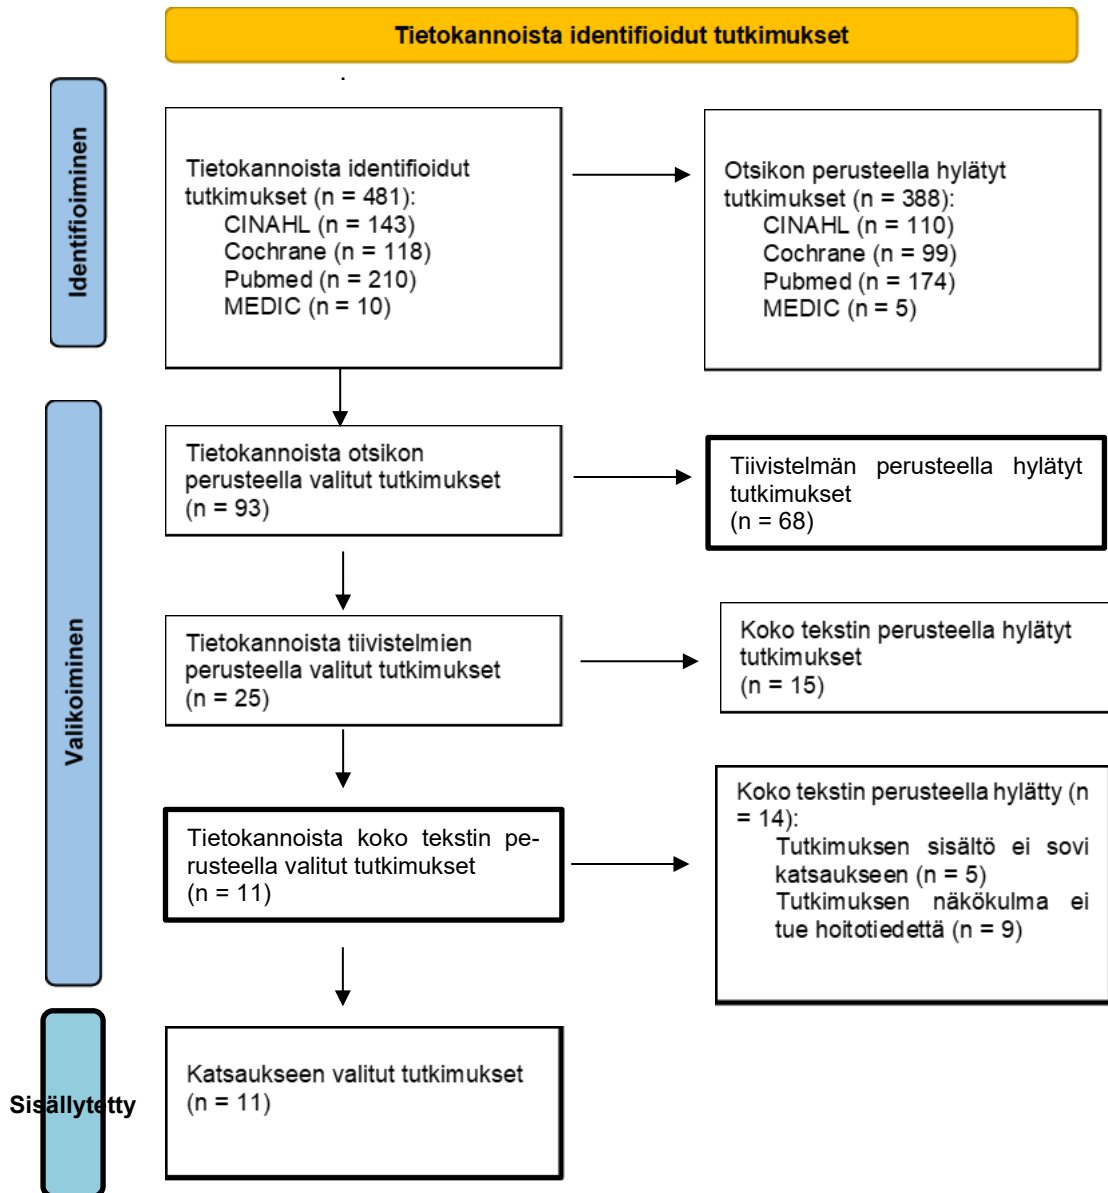 Tietokannoista identifioidut tutkimukset
Identifioiminen
Tietokannoista identifioidut
tutkimukset (n = 481):
CINAHL (n = 143)
Cochrane (n = 118)
Pubmed (n = 210)
MEDIC (n = 10)
Otsikon perusteella hylätyt
tutkimukset (n = 388):
CINAHL (n = 110)
Cochrane (n = 99)
Pubmed (n = 174)
MEDIC (n = 5)
Valikoiminen
Tietokannoista otsikon
perusteella valitut tutkimukset
(n = 93)
Tiivistelmän perusteella hylätyt
tutkimukset
(n = 68)
Tietokannoista tiivistelmien
perusteella valitut tutkimukset
(n = 25)
Koko tekstin perusteella hylätyt
tutkimukset
(n = 15)
Tietokannoista koko tekstin pe-
rusteella valitut tutkimukset
(n = 11)
Koko tekstin perusteella hylätty (n
= 14):
Tutkimuksen sisältö ei sovi
katsaukseen (n = 5)
Tutkimuksen näkökulma ei
tue hoitotiedettä (n = 9)
Sisällytetty
Katsaukseen valitut tutkimukset
(n = 11)